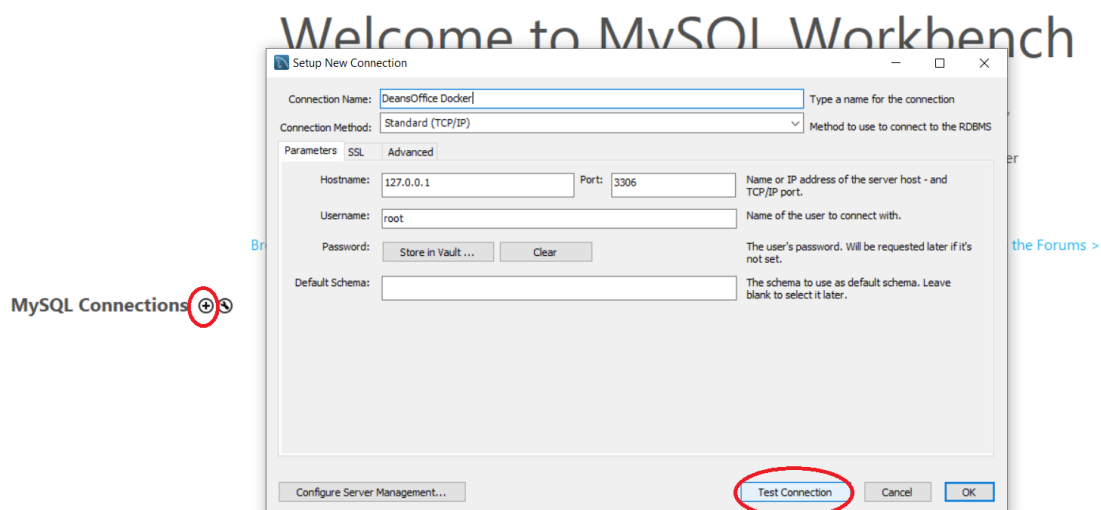 Welcome to MySQL Workbench
Setup New Connection
Connection Name: DeansOffice Docker Type a name for the connection
Connection Method: Standard (TCP/IP) Method to use to connect to the RDBMS
Parameters SSL Advanced
er
Hostname: 127.0.0.1 Port: 3306 Name or IP address of the server host - and
TCP/IP port.
Username: root Name of the user to connect with.
Br
Password: Store in Vault ... Clear The user's password. Will be requested later if it's
not set.
the Forums >
Default Schema: The schema to use as default schema. Leave
blank to select it later.
MySQL Connections
Configure Server Management... Test Connection Cancel OK